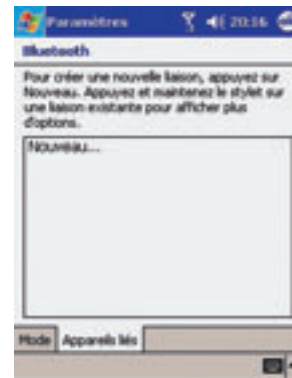 Paramètres 20:16
Bluetooth
Pour créer une nouvelle liaison, appuyez sur
Nouveau. Appuyez et maintenez le stylet sur
une liaison existante pour afficher plus
d'options.
Nouveau...
Mode Appareils liés